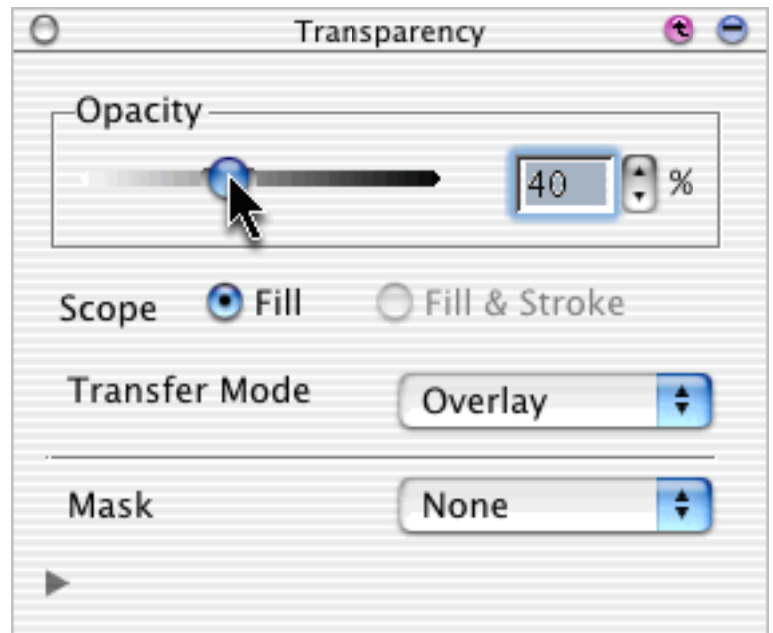 Transparency
Opacity
40 %
Scope Fill Fill & Stroke
Transfer Mode Overlay
Mask None